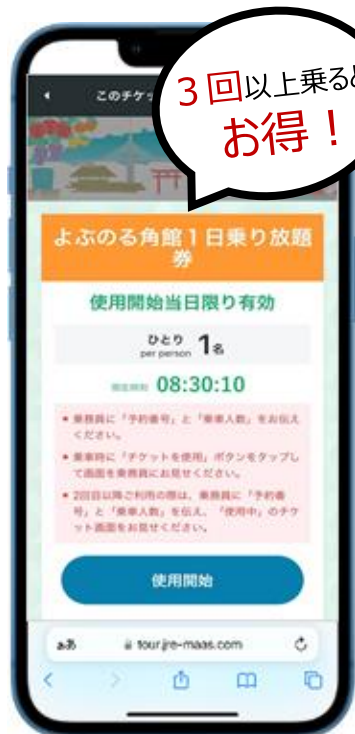 このチケッ
３回以上乗ると
お得！
よぶのる角館１日乗り放題
券
使用開始当日限り有効
ひとり
per person 1名
現在時刻 08:30:10
• 乗務員に「予約番号」と「乗車人数」をお伝え
ください。
• 乗車時に「チケットを使用」ボタンをタップし
て画面を乗務員にお見せください。
• 2回目以降ご利用の際は、乗務員に「予約番
号」と「乗車人数」を伝え、「使用中」のチケ
ット画面をお見せください。
使用開始
ぁあ tour.jre-maas.com